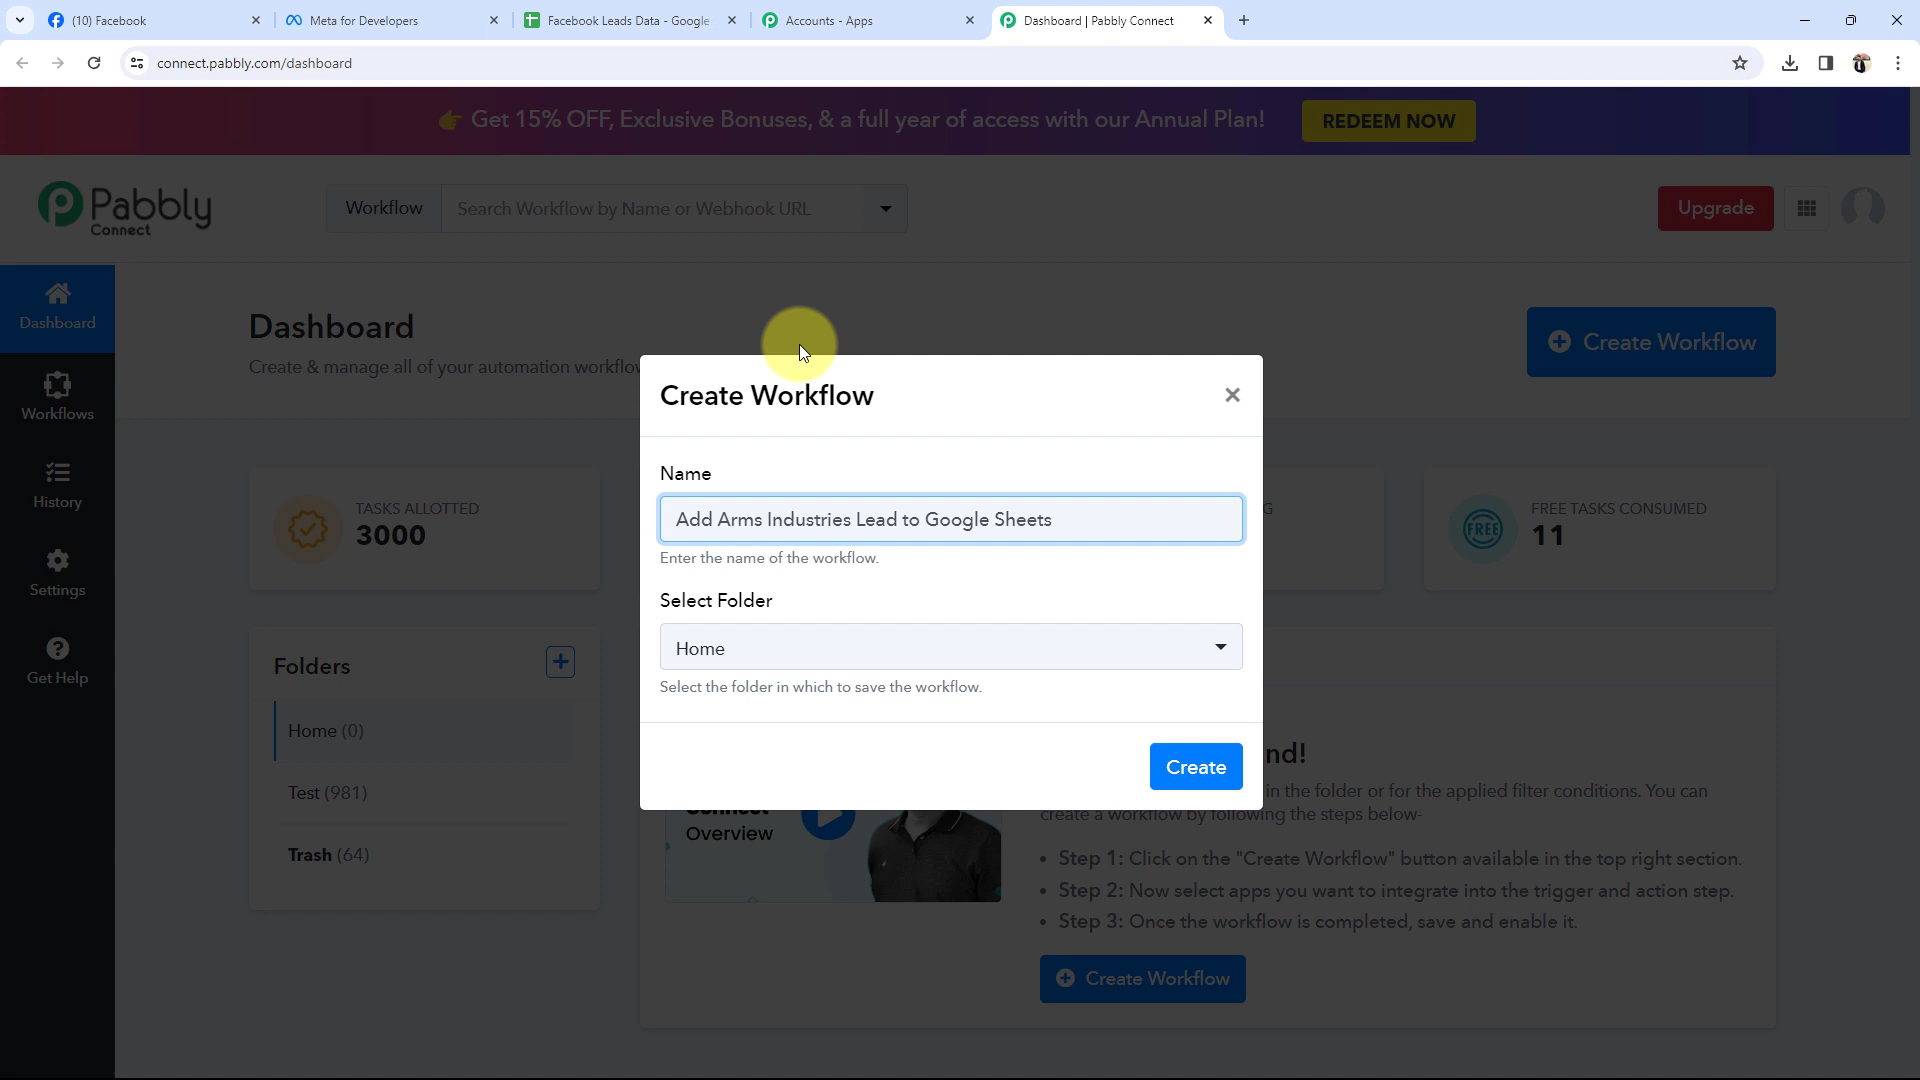 (10) Facebook
Meta for Developers
Facebook Leads Data - Google
Accounts - Apps
Dashboard | Pabbly Connect
connect.pabbly.com/dashboard
Get 15% OFF, Exclusive Bonuses, & a full year of access with our Annual Plan!
REDEEM NOW
Pabbly
Connect
Workflow
Search Workflow by Name or Webhook URL
Upgrade
Dashboard
Workflows
History
Settings
Get Help
Dashboard
Create & manage all of your automation workflo
Create Workflow
TASKS ALLOTTED
3000
G
FREE TASKS CONSUMED
11
FREE
Folders
Home (0)
Test (981)
Trash (64)
Create Workflow
Name
Add Arms Industries Lead to Google Sheets
Enter the name of the workflow.
Select Folder
Home
Select the folder in which to save the workflow.
Create
Connect
Overview
nd!
in the folder or for the applied filter conditions. You can
create a workflow by following the steps below-
• Step 1: Click on the "Create Workflow" button available in the top right section.
• Step 2: Now select apps you want to integrate into the trigger and action step.
• Step 3: Once the workflow is completed, save and enable it.
Create Workflow